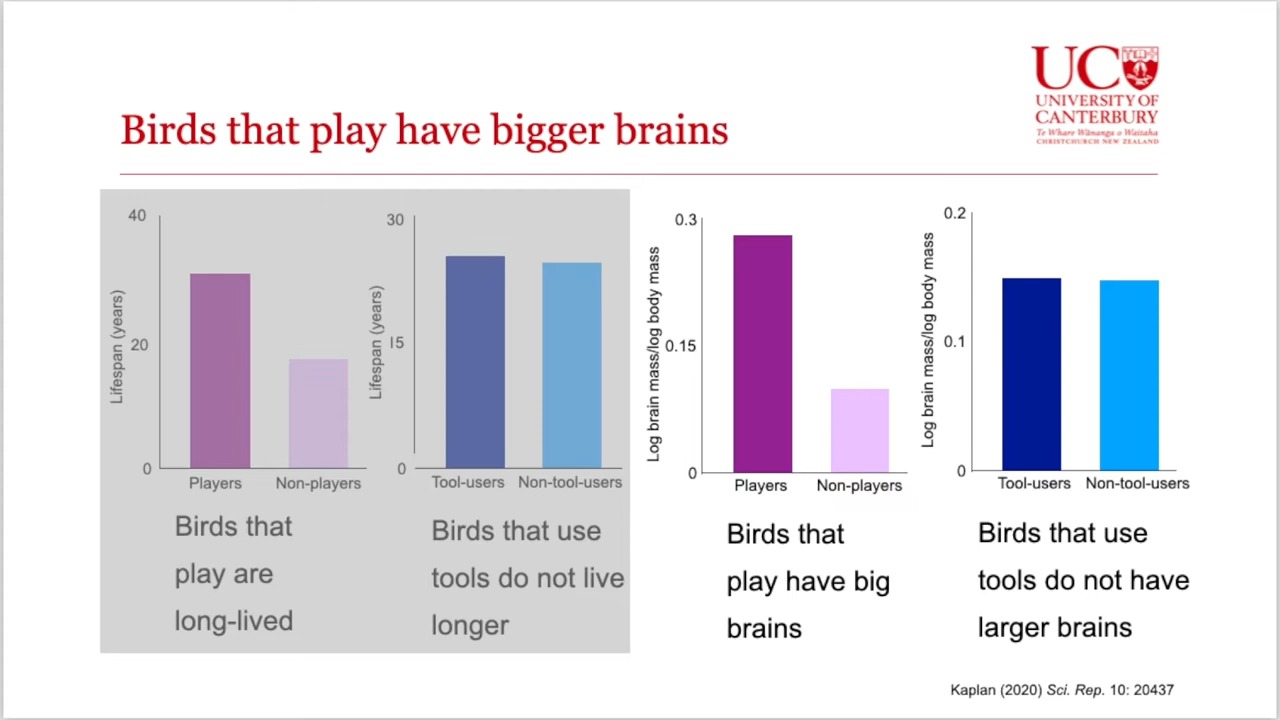 UC
UNIVERSITY OF
CANTERBURY
Te Whare Wānanga o Waitaha
CHRISTCHURCH NEW ZEALAND
Birds that play have bigger brains
40
20
0
Lifespan (years)
Players
Non-players
Birds that
play are
long-lived
30
15
0
Lifespan (years)
Tool-users
Non-tool-users
Birds that use
tools do not live
longer
0.3
0.15
0
Log brain mass/log body mass
Players
Non-players
Birds that
play have big
brains
0.2
0.1
0
Log brain mass/log body mass
Tool-users
Non-tool-users
Birds that use
tools do not have
larger brains
Kaplan (2020) Sci. Rep. 10: 20437